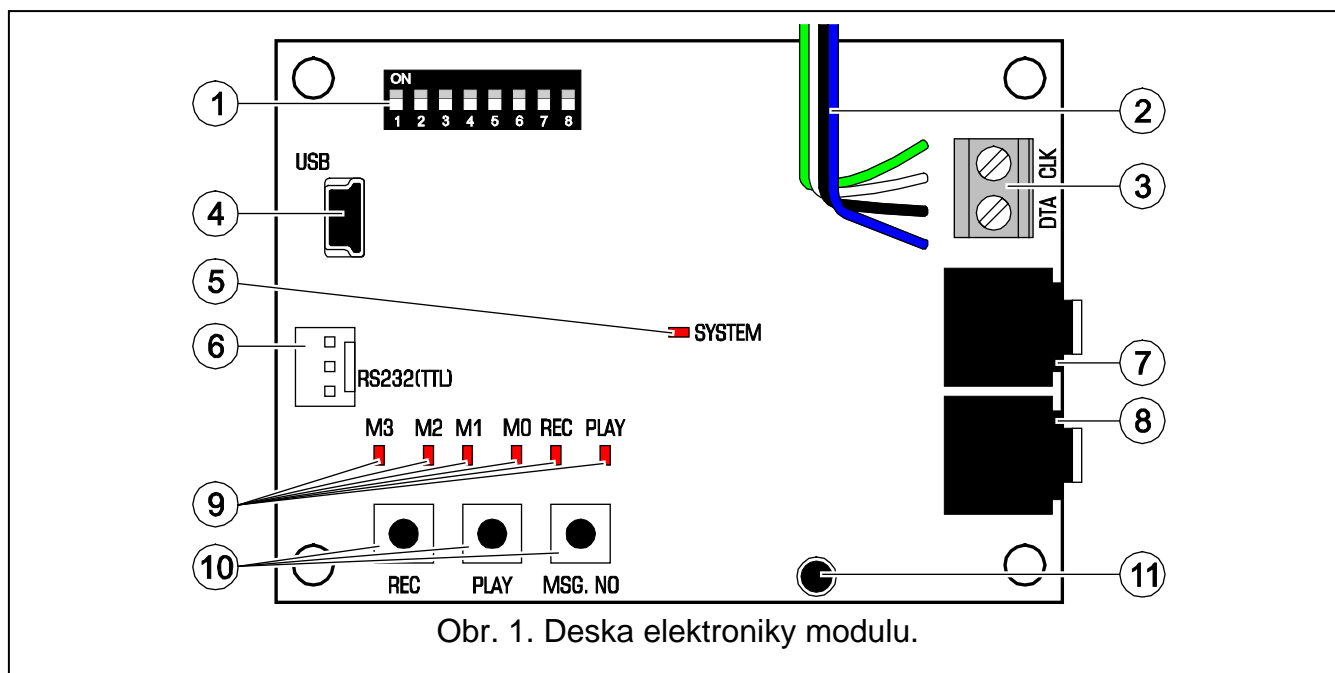 ON
1 2 3 4 5 6 7 8
1
2
CLK
DTA
3
USB
4
5
SYSTEM
6
RS232(TTL)
7
M3 M2 M1 M0 REC PLAY
8
9
10
REC PLAY MSG. NO
11
Obr. 1. Deska elektroniky modulu.